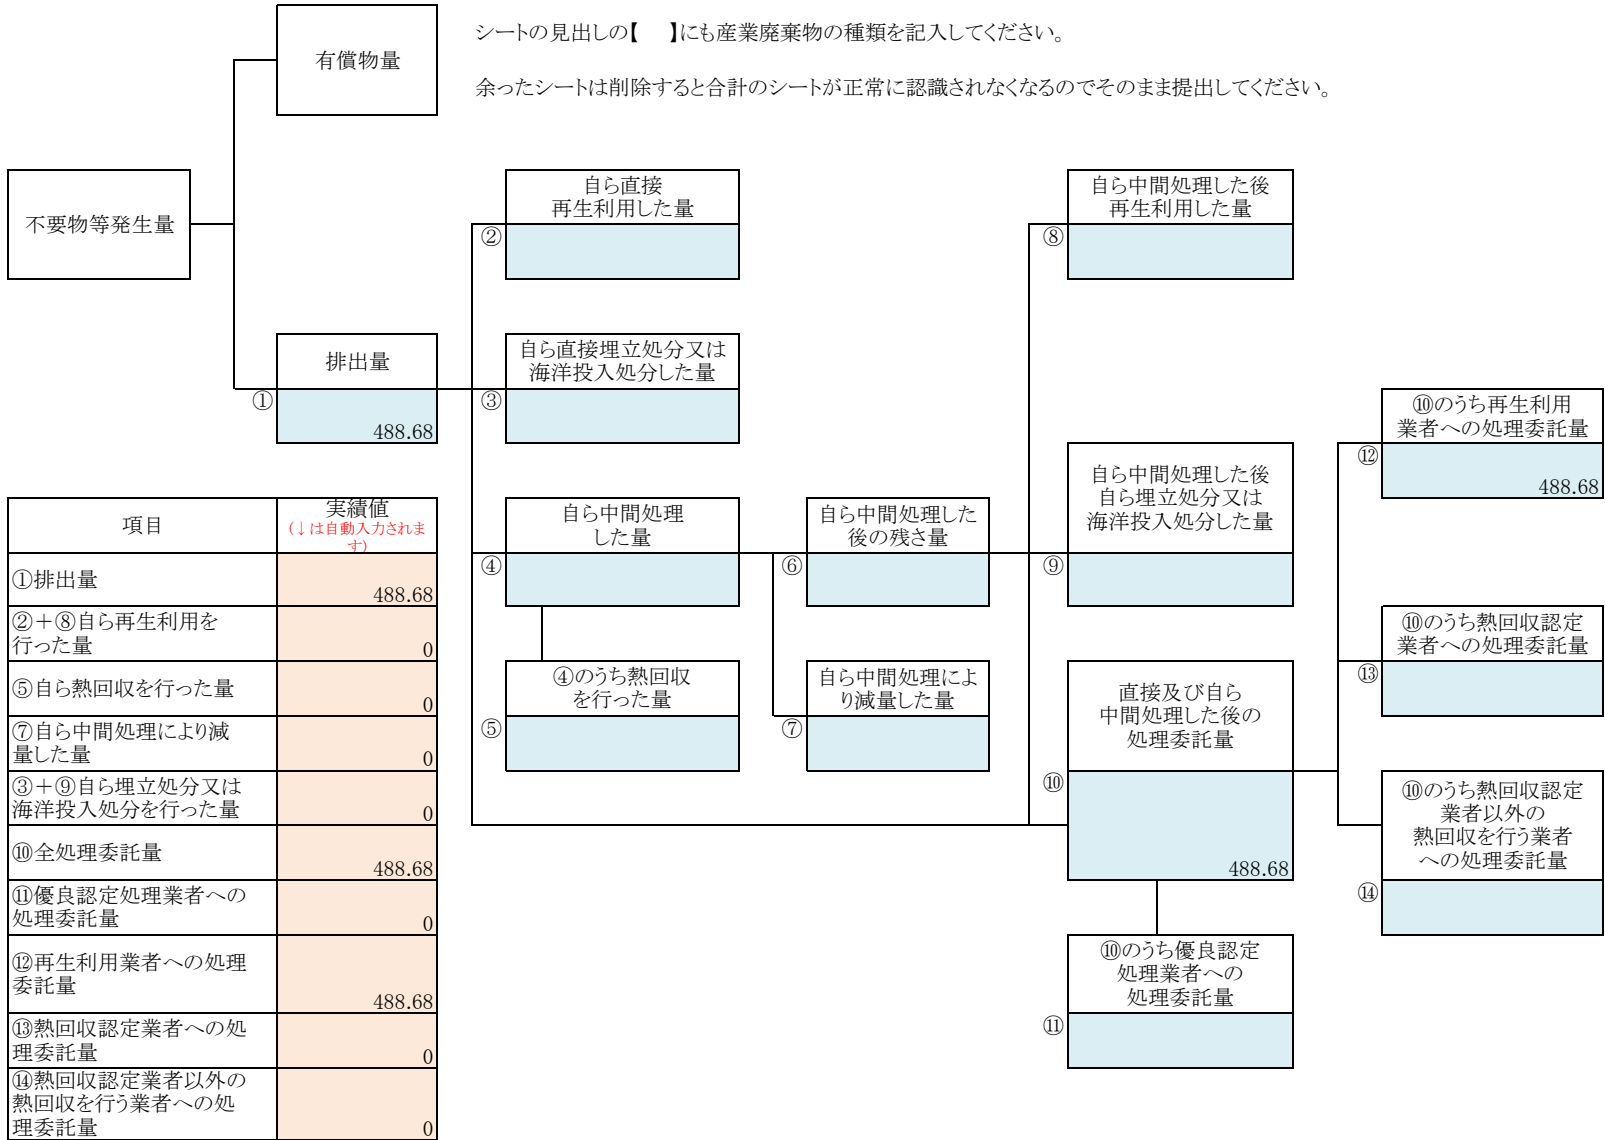 シートの見出しの【　】にも産業廃棄物の種類を記入してください。
有償物量
余ったシートは削除すると合計のシートが正常に認識されなくなるのでそのまま提出してください。
不要物等発生量
自ら直接
再生利用した量
②
自ら中間処理した後
再生利用した量
⑧
排出量
①
488.68
自ら直接埋立処分又は
海洋投入処分した量
③
⑩のうち再生利用
業者への処理委託量
⑫
488.68
自ら中間処理
した量
④
自ら中間処理した
後の残さ量
⑥
自ら中間処理した後
自ら埋立処分又は
海洋投入処分した量
⑨
⑩のうち熱回収認定
業者への処理委託量
⑬
④のうち熱回収
を行った量
⑤
自ら中間処理によ
り減量した量
⑦
直接及び自ら
中間処理した後の
処理委託量
⑩
488.68
⑩のうち熱回収認定
業者以外の
熱回収を行う業者
への処理委託量
⑭
⑩のうち優良認定
処理業者への
処理委託量
⑪
項目
実績値
(↓は自動入力されま
す)
①排出量
488.68
②＋⑧自ら再生利用を
行った量
0
⑤自ら熱回収を行った量
0
⑦自ら中間処理により減
量した量
0
③＋⑨自ら埋立処分又は
海洋投入処分を行った量
0
⑩全処理委託量
488.68
⑪優良認定処理業者への
処理委託量
0
⑫再生利用業者への処理
委託量
488.68
⑬熱回収認定業者への処
理委託量
0
⑭熱回収認定業者以外の
熱回収を行う業者への処
理委託量
0